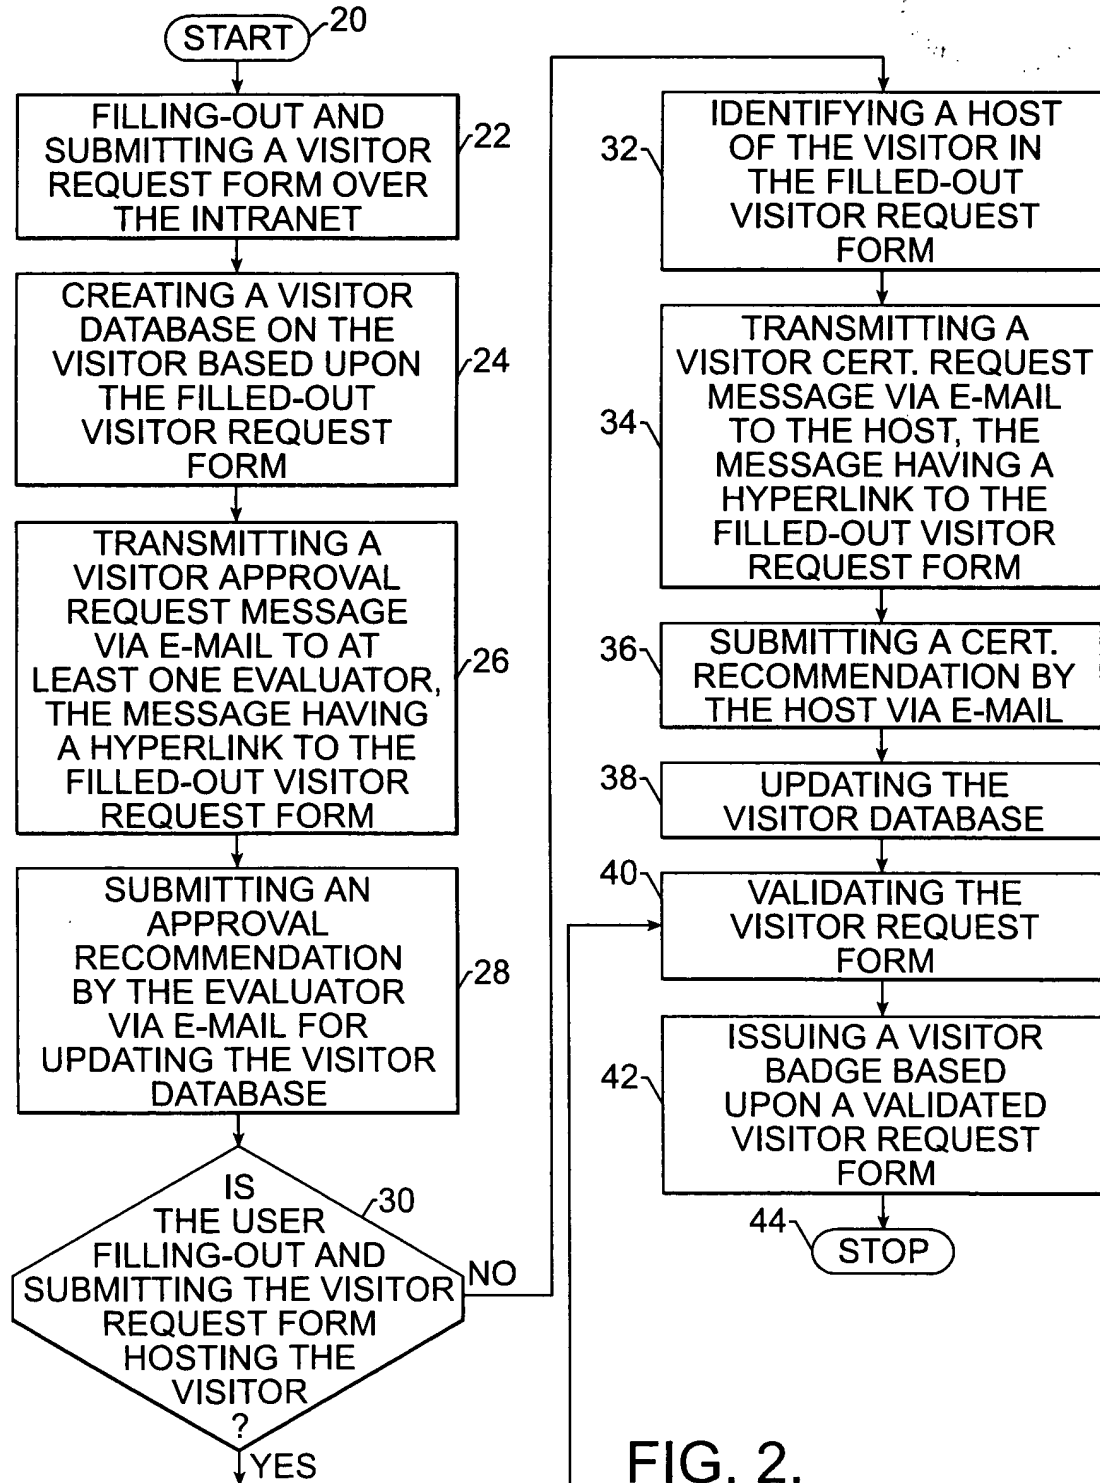 START
20
FILLING-OUT AND
SUBMITTING A VISITOR
REQUEST FORM OVER
THE INTRANET
22
CREATING A VISITOR
DATABASE ON THE
VISITOR BASED UPON
THE FILLED-OUT
VISITOR REQUEST
FORM
24
TRANSMITTING A
VISITOR APPROVAL
REQUEST MESSAGE
VIA E-MAIL TO AT
LEAST ONE EVALUATOR,
THE MESSAGE HAVING
A HYPERLINK TO THE
FILLED-OUT VISITOR
REQUEST FORM
26
SUBMITTING AN
APPROVAL
RECOMMENDATION
BY THE EVALUATOR
VIA E-MAIL FOR
UPDATING THE VISITOR
DATABASE
28
IS
THE USER
FILLING-OUT AND
SUBMITTING THE VISITOR
REQUEST FORM
HOSTING THE
VISITOR
?
30
NO
YES
32
IDENTIFYING A HOST
OF THE VISITOR IN
THE FILLED-OUT
VISITOR REQUEST
FORM
34
TRANSMITTING A
VISITOR CERT. REQUEST
MESSAGE VIA E-MAIL
TO THE HOST, THE
MESSAGE HAVING A
HYPERLINK TO THE
FILLED-OUT VISITOR
REQUEST FORM
36
SUBMITTING A CERT.
RECOMMENDATION BY
THE HOST VIA E-MAIL
38
UPDATING THE
VISITOR DATABASE
40
VALIDATING THE
VISITOR REQUEST
FORM
42
ISSUING A VISITOR
BADGE BASED
UPON A VALIDATED
VISITOR REQUEST
FORM
44
STOP
FIG. 2.